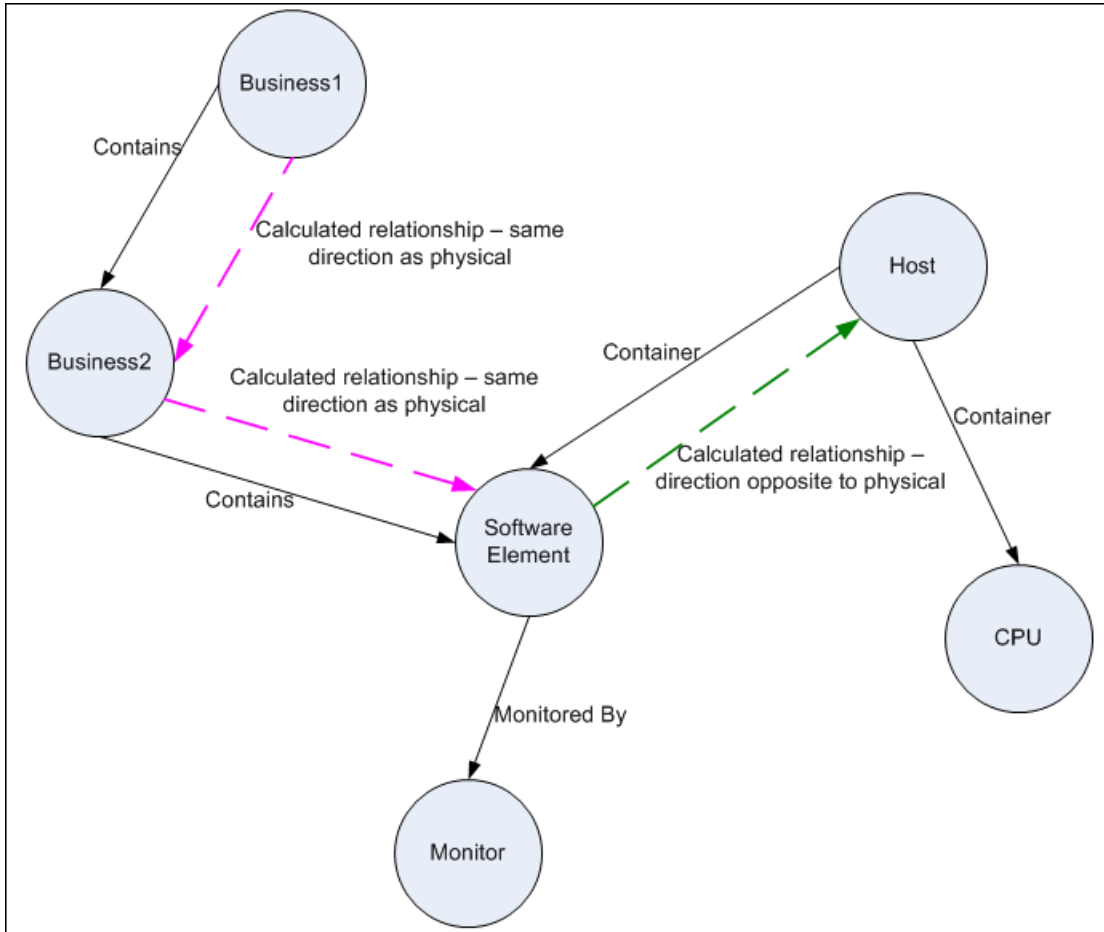 Business1
Contains
Calculated relationship – same
direction as physical
Host
Business2
Container
Calculated relationship – same
direction as physical
Container
Calculated relationship –
direction opposite to physical
Contains
Software
Element
CPU
Monitored By
Monitor